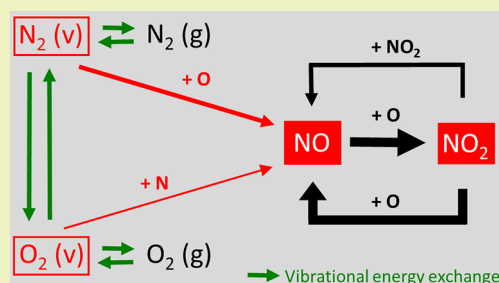 N₂ (v) N₂ (g)
+ NO₂
+ O
+ O
NO NO₂
+ N
+ O
O₂ (v) O₂ (g)
Vibrational energy exchange